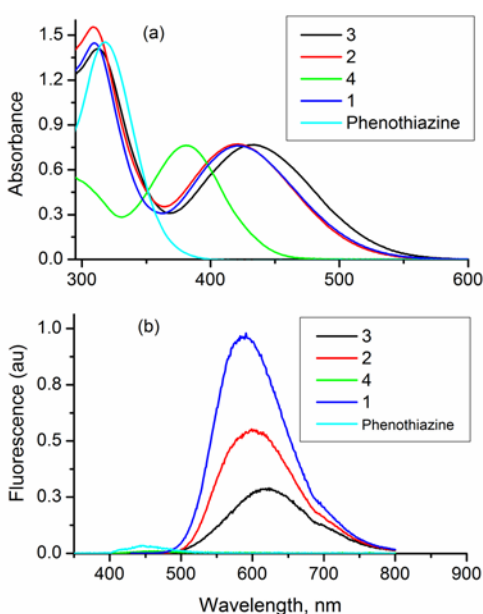 (a)
3
2
4
1
Phenothiazine
Absorbance
1.5
1.2
0.9
0.6
0.3
0.0
300 400 500 600
(b)
3
2
4
1
Phenothiazine
Fluorescence (au)
1.0
0.8
0.5
0.3
0.0
400 500 600 700 800 900
Wavelength, nm